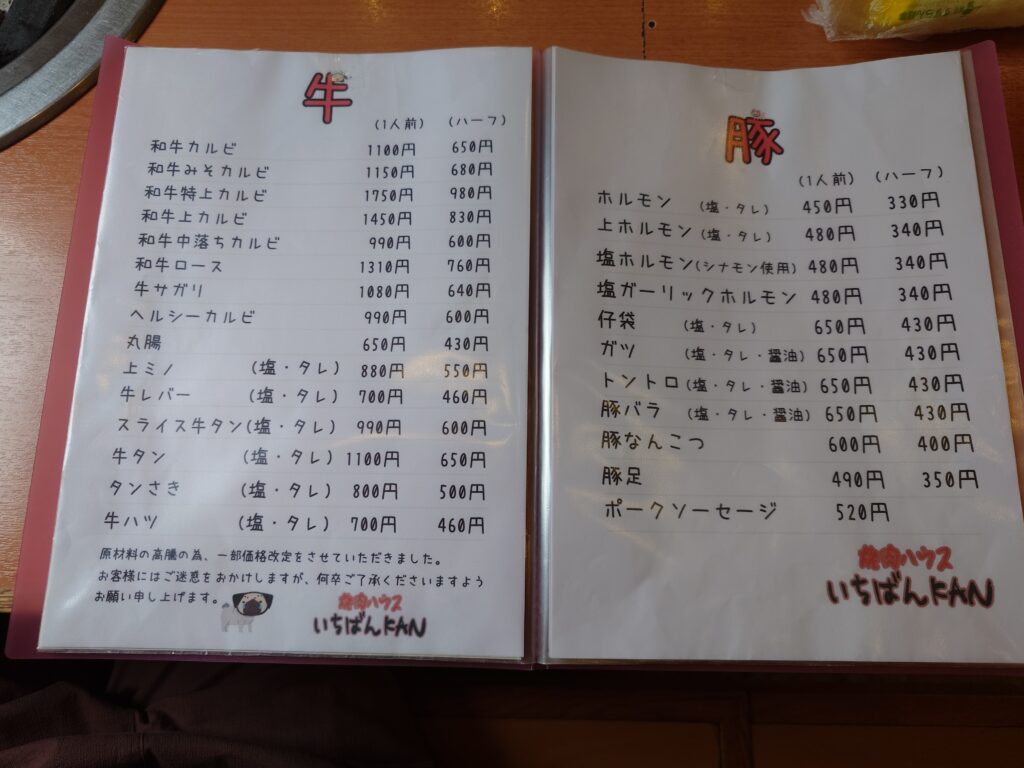 牛
(1人前) (ハーフ)
和牛カルビ 1100円 650円
和牛みそカルビ 1150円 680円
和牛特上カルビ 1750円 980円
和牛上カルビ 1450円 830円
和牛中落ちカルビ 990円 600円
和牛ロース 1310円 760円
牛サガリ 1080円 640円
ヘルシーカルビ 990円 600円
丸腸 650円 430円
上ミノ (塩・タレ) 880円 550円
牛レバー (塩・タレ) 700円 460円
スライス牛タン(塩・タレ) 990円 600円
牛タン (塩・タレ) 1100円 650円
タンさき (塩・タレ) 800円 500円
牛ハツ (塩・タレ) 700円 460円
原材料の高騰の為、一部価格改定をさせていただきました。
お客様にはご迷惑をおかけしますが、何卒ご了承くださいますよう
お願い申し上げます。
焼肉ハウス
いちばんKAN
豚
(1人前) (ハーフ)
ホルモン (塩・タレ) 450円 330円
上ホルモン(塩・タレ) 480円 340円
塩ホルモン(シナモン使用) 480円 340円
塩ガーリックホルモン 480円 340円
仔袋 (塩・タレ) 650円 430円
ガツ (塩・タレ・醤油) 650円 430円
トントロ(塩・タレ・醤油) 650円 430円
豚バラ (塩・タレ・醤油) 650円 430円
豚なんこつ 600円 400円
豚足 490円 350円
ポークソーセージ 520円
焼肉ハウス
いちばんKAN